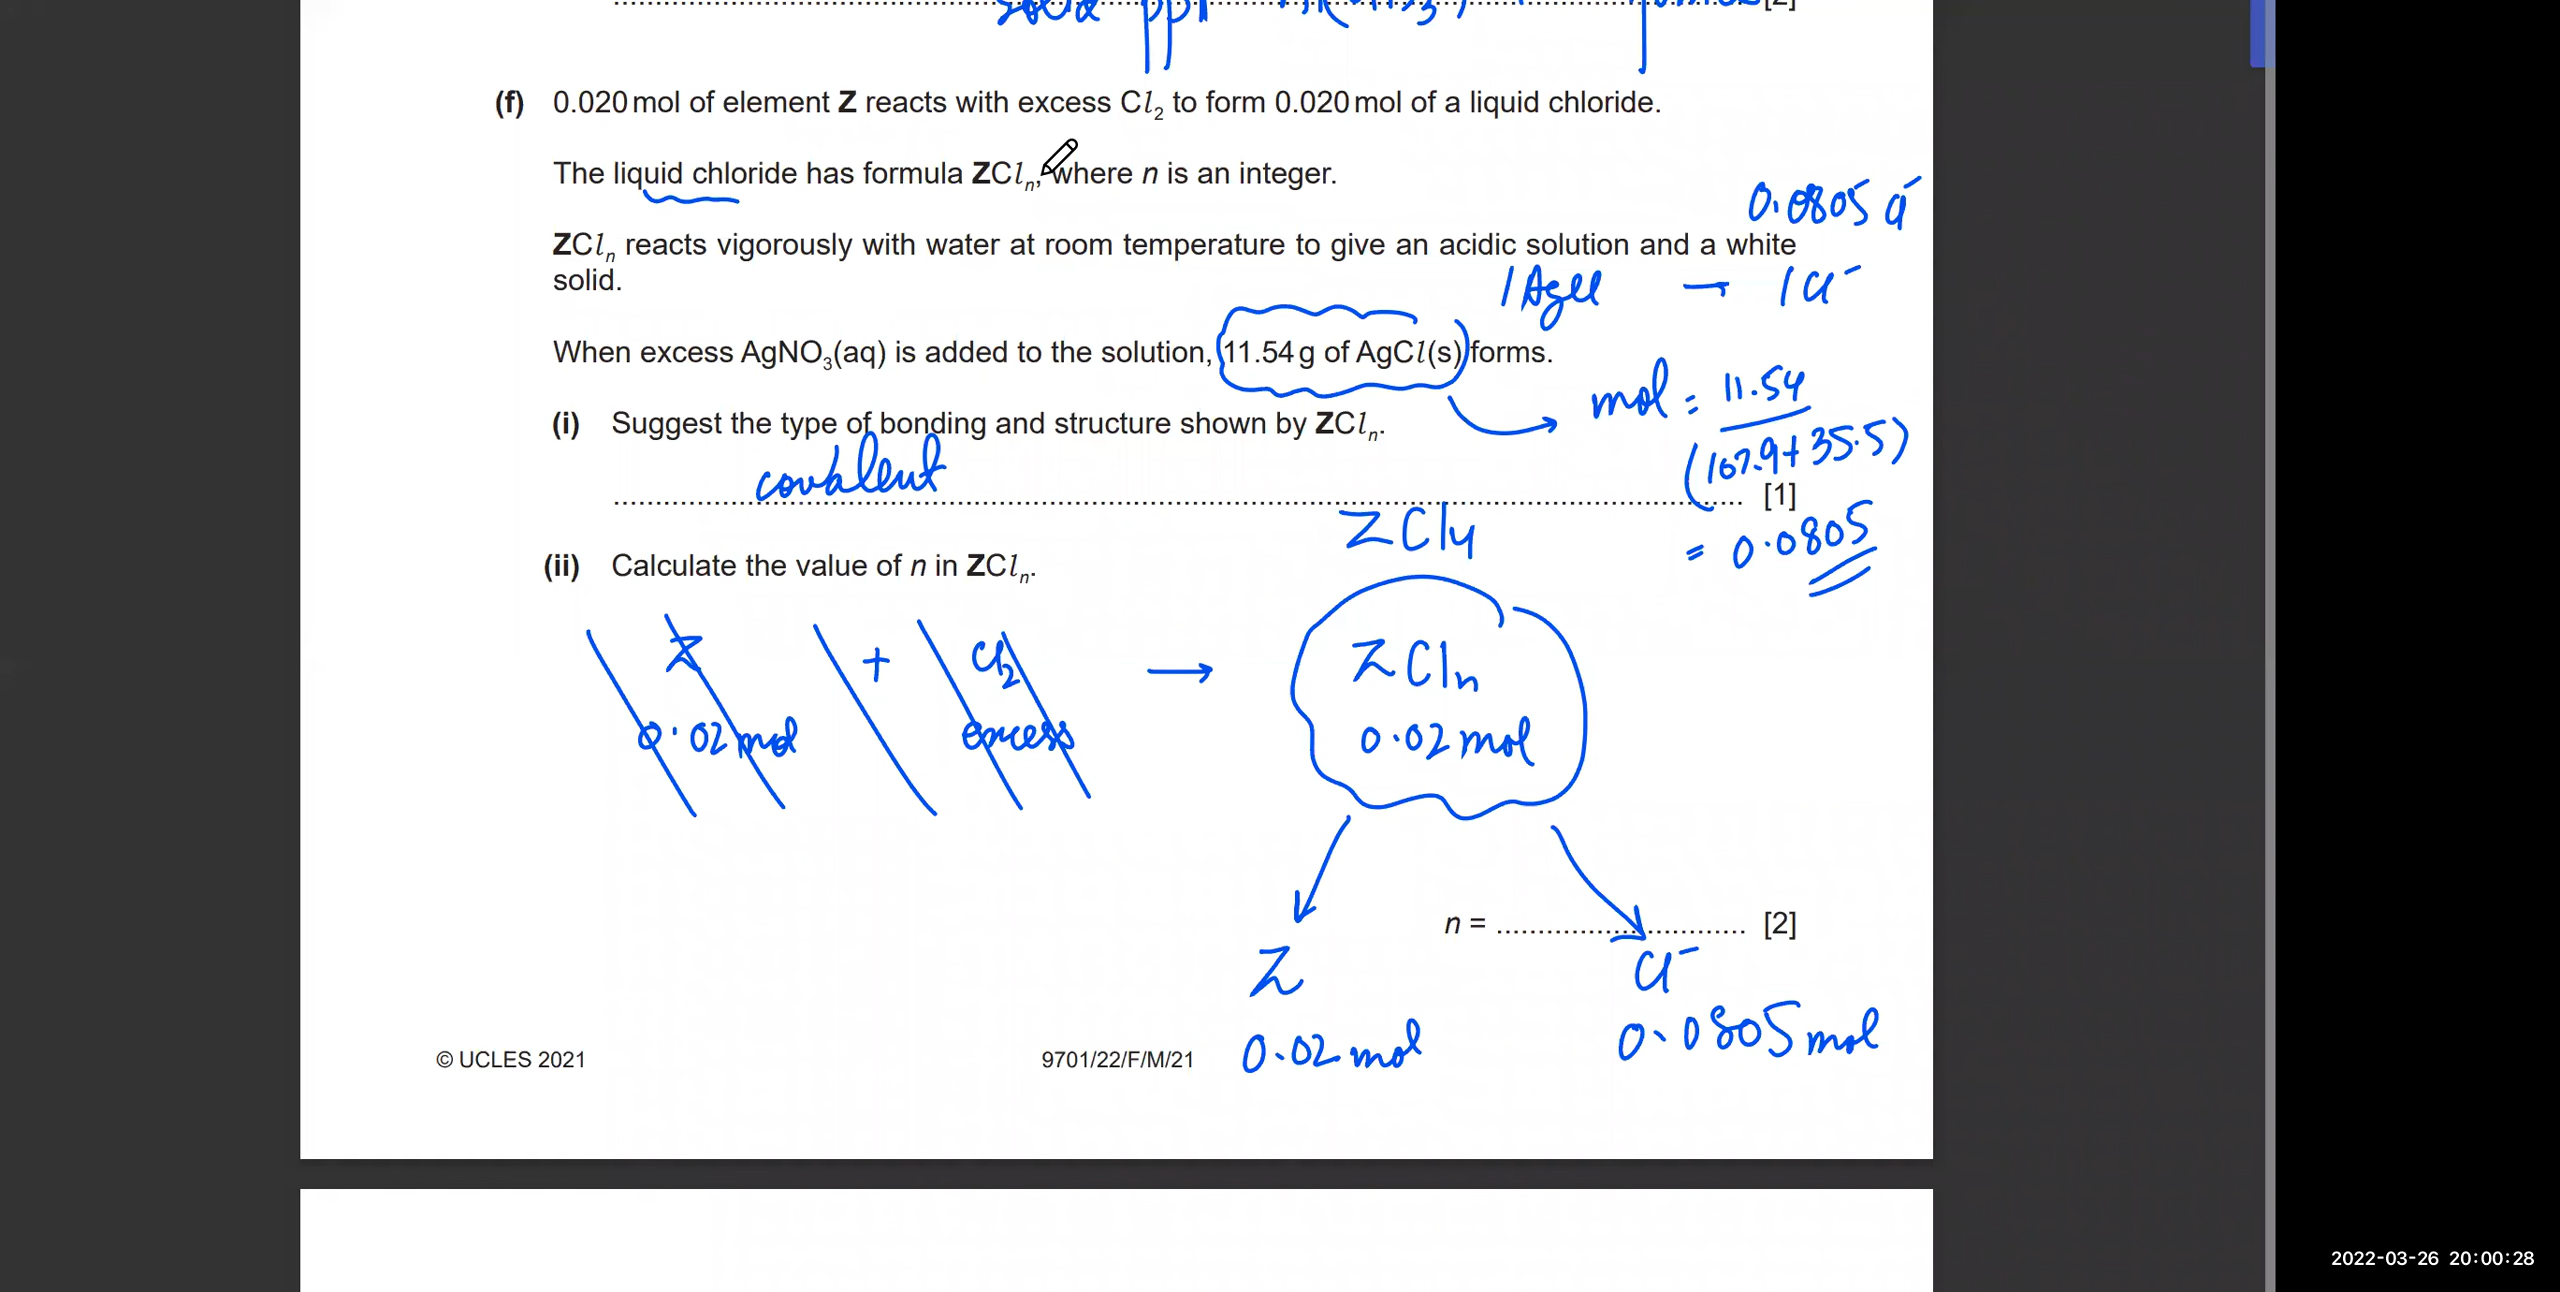 [2]
(f) 0.020 mol of element Z reacts with excess Cl2 to form 0.020 mol of a liquid chloride.
The liquid chloride has formula ZCln, where n is an integer.
0.0805 Cl⁻
ZCln reacts vigorously with water at room temperature to give an acidic solution and a white
solid.
1 AgCl → 1 Cl⁻
When excess AgNO3(aq) is added to the solution, 11.54 g of AgCl(s) forms.
mol = 11.54
(107.9+35.5)
= 0.0805
(i) Suggest the type of bonding and structure shown by ZCln.
covalent
[1]
ZCl4
(ii) Calculate the value of n in ZCln.
Z + Cl2 → ZCln
0.02 mol excess 0.02 mol
n = [2]
Z Cl⁻
0.02 mol 0.0805 mol
© UCLES 2021 9701/22/F/M/21
2022-03-26 20:00:28